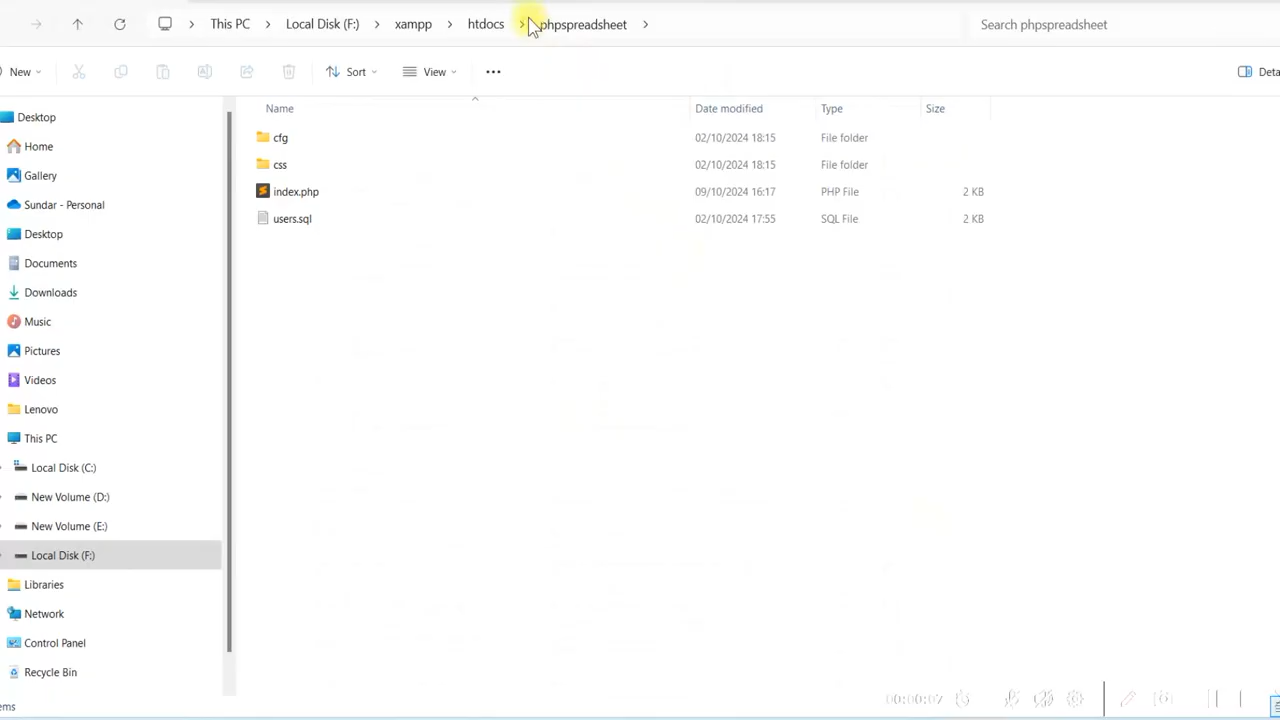 This PC > Local Disk (F:) > xampp > htdocs > phpspreadsheet >
Search phpspreadsheet
New
Sort
View
Deta
Name
Date modified
Type
Size
cfg 02/10/2024 18:15 File folder
css 02/10/2024 18:15 File folder
index.php 09/10/2024 16:17 PHP File 2 KB
users.sql 02/10/2024 17:55 SQL File 2 KB
Desktop
Home
Gallery
Sundar - Personal
Desktop
Documents
Downloads
Music
Pictures
Videos
Lenovo
This PC
Local Disk (C:)
New Volume (D:)
New Volume (E:)
Local Disk (F:)
Libraries
Network
Control Panel
Recycle Bin
ems
00:00:07